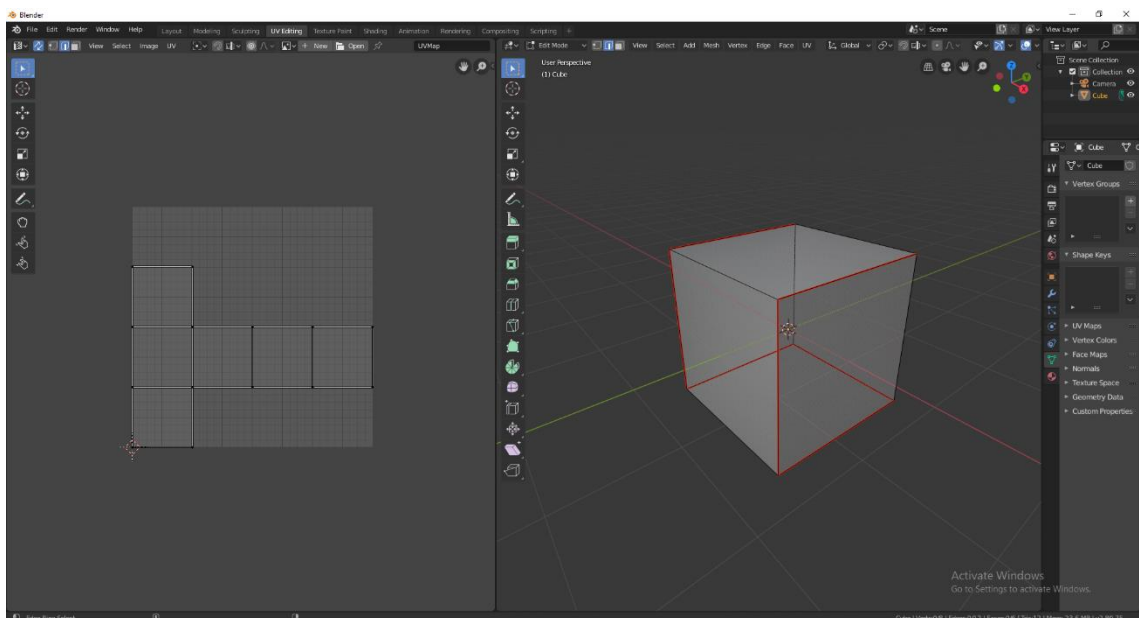 Blender
File Edit Render Window Help Layout Modeling Sculpting UV Editing Texture Paint Shading Animation Rendering Compositing Scripting + Scene View Layer
View Select Image UV + New Open UVMap
Edit Mode View Select Add Mesh Vertex Edge Face UV Global
User Perspective
(1) Cube
Scene Collection
Collection
Camera
Cube
Cube
Cube
Vertex Groups
Shape Keys
UV Maps
Vertex Colors
Face Maps
Normals
Texture Space
Geometry Data
Custom Properties
Activate Windows
Go to Settings to activate Windows.